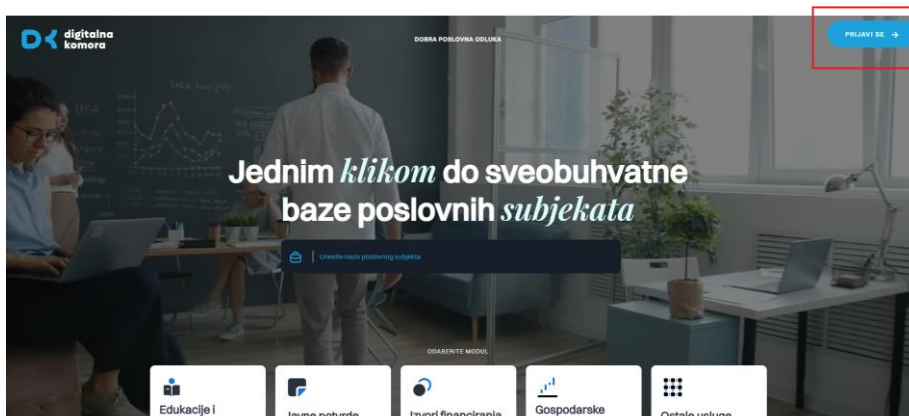 digitalna
komora
DOBRA POSLOVNA ODLUKA
PRIJAVI SE
Jednim klikom do sveobuhvatne
baze poslovnih subjekata
Unesite naziv poslovnog subjekta
ODABERITE MODUL
Edukacije i
Javne potvrde
Izvori financiranja
Gospodarske
Ostale usluge